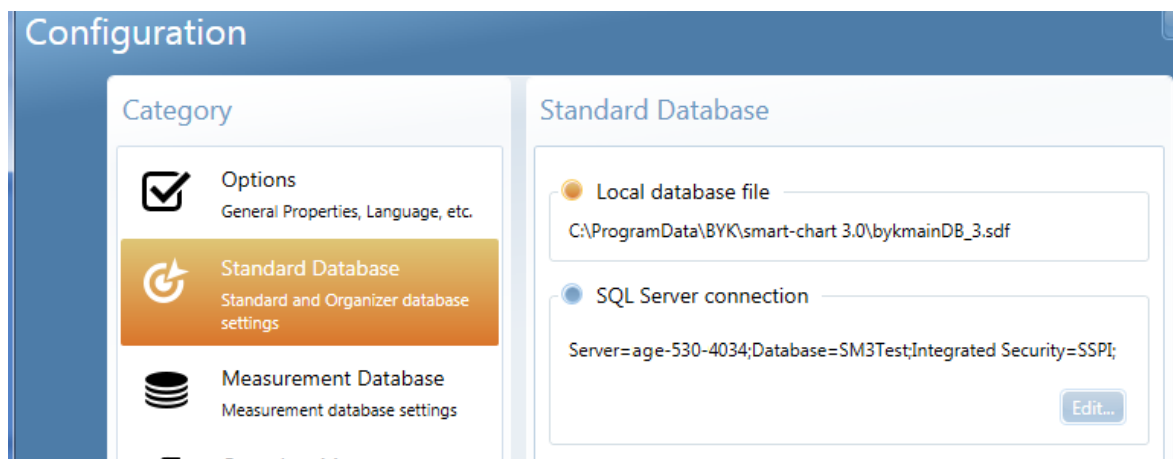 Configuration
Category
Options
General Properties, Language, etc.
Standard Database
Standard and Organizer database
settings
Measurement Database
Measurement database settings
Standard Database
Local database file
C:\ProgramData\BYK\smart-chart 3.0\bykmainDB_3.sdf
SQL Server connection
Server=age-530-4034;Database=SM3Test;Integrated Security=SSPI;
Edit...